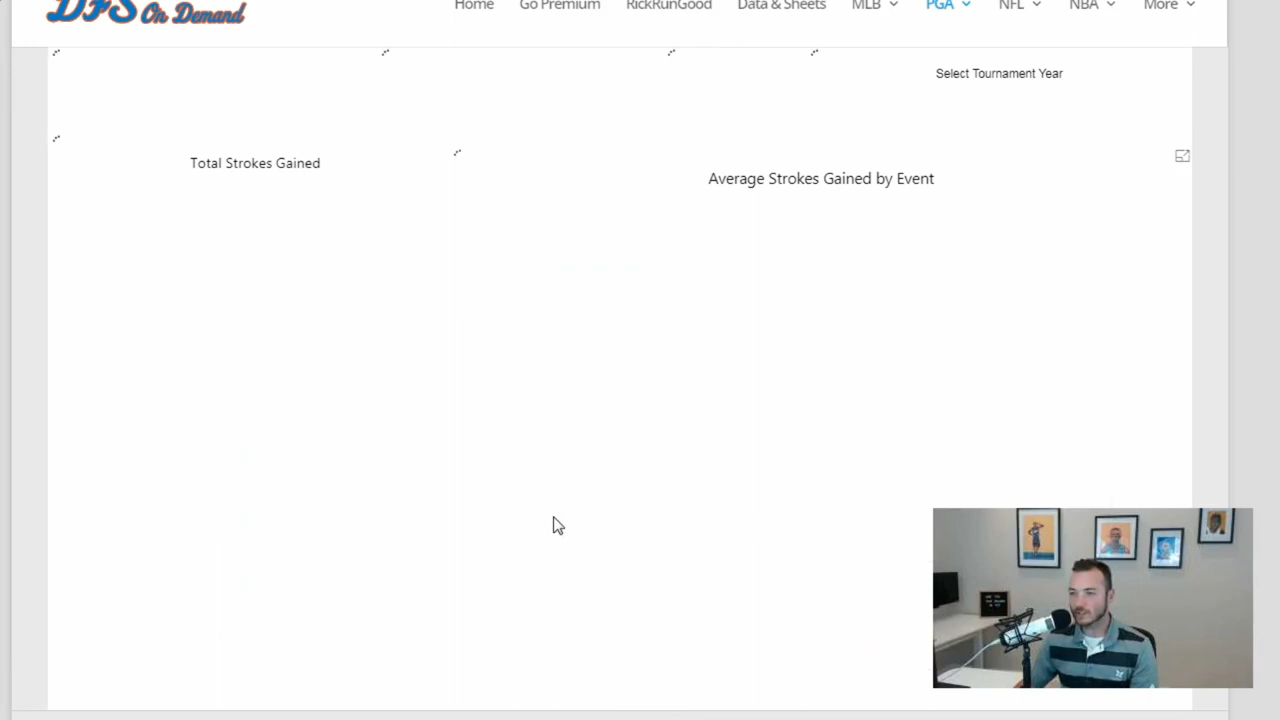 DFS On Demand
Home Go Premium RickRunGood Data & Sheets MLB PGA NFL NBA More
Select Tournament Year
Total Strokes Gained
Average Strokes Gained by Event